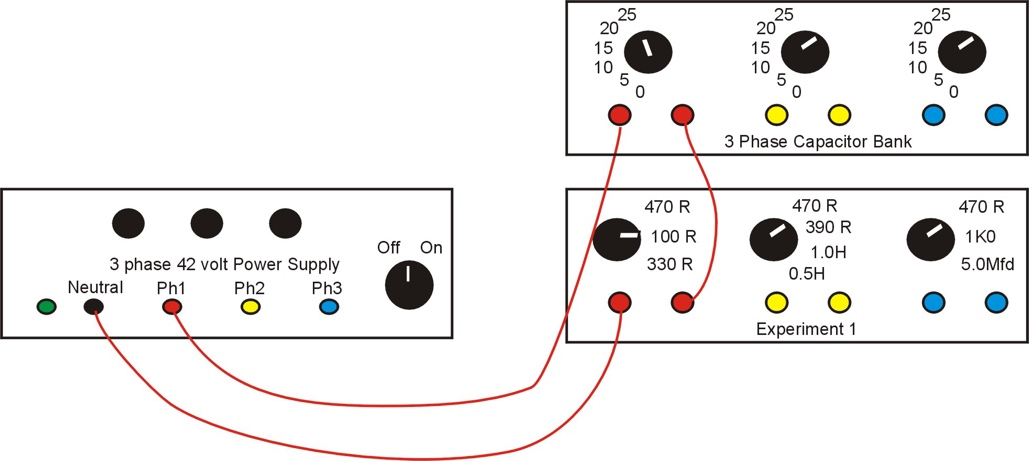 25 25 25
20 20 20
15 15 15
10 10 10
5 5 5
0 0 0
3 Phase Capacitor Bank
Off On
3 phase 42 volt Power Supply
Neutral Ph1 Ph2 Ph3
470 R
100 R
330 R
470 R
390 R
1.0H
0.5H
470 R
1K0
5.0Mfd
Experiment 1